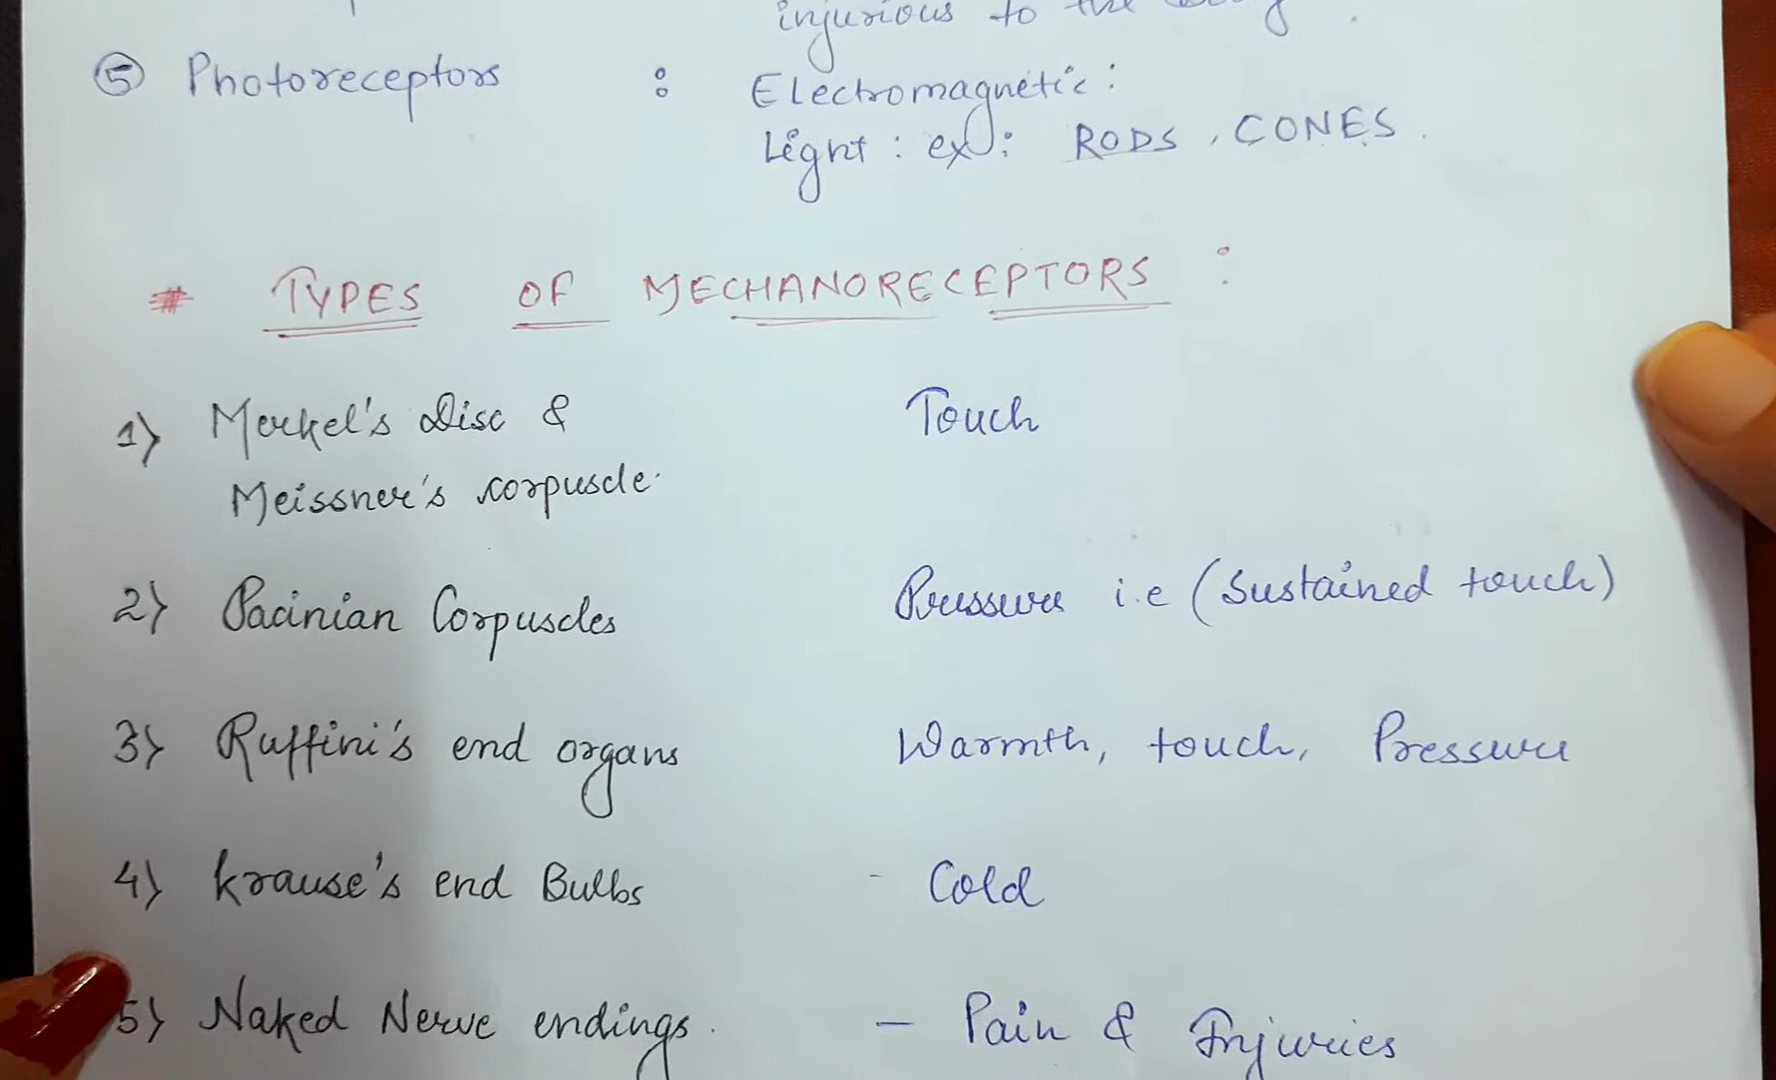 injurious to the body.
⑤ Photoreceptors : Electromagnetic :
Light : ex : RODS , CONES .
# TYPES OF MECHANORECEPTORS :
1) Merkel's Disc & Touch
Meissner's corpuscle.
2) Pacinian Corpuscles Pressure i.e (Sustained touch)
3) Ruffini's end organs Warmth, touch, Pressure
4) Krause's end Bulbs - Cold
5) Naked Nerve endings. - Pain & Injuries